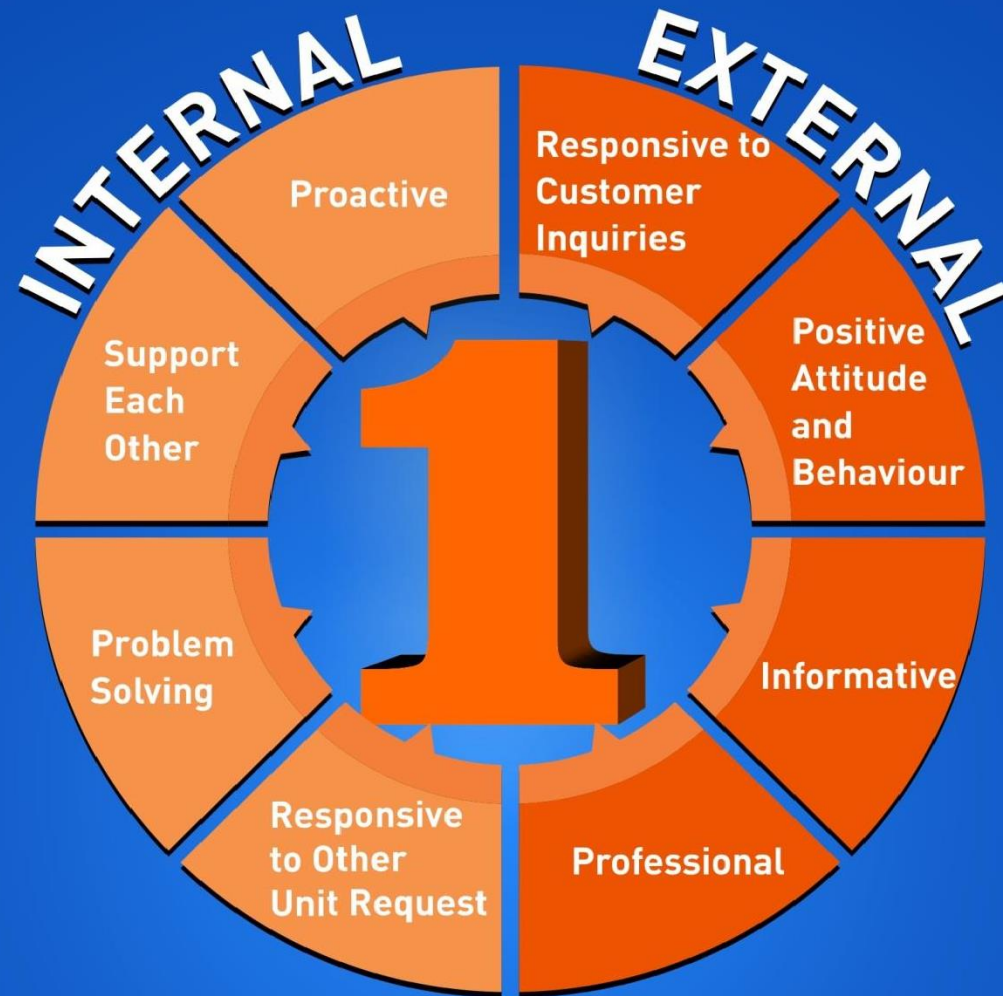 INTERNAL
EXTERNAL
Proactive
Support
Each
Other
Problem
Solving
Responsive
to Other
Unit Request
Responsive to
Customer
Inquiries
Positive
Attitude
and
Behaviour
Informative
Professional
1